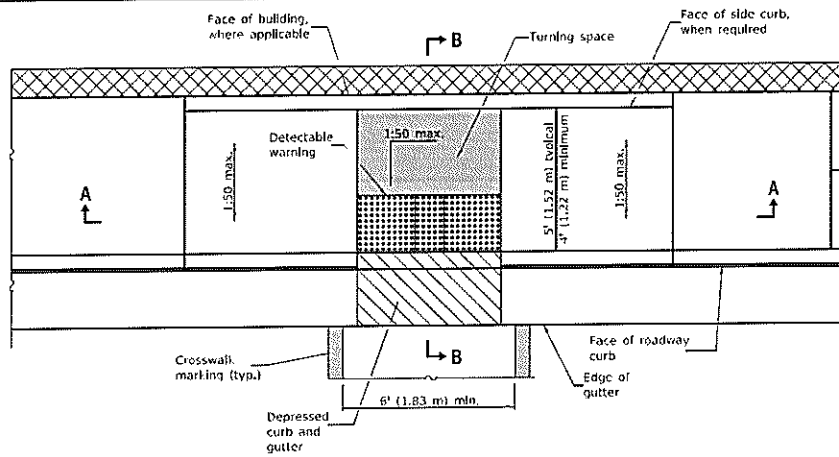 Face of building,
where applicable
B
Turning space
Face of side curb,
when required
Detectable
warning
1:50 max.
1:50 max.
5' (1.52 m) typical
4' (1.22 m) minimum
1:50 max.
A
A
Crosswalk
marking (typ.)
B
Face of roadway
curb
Edge of
gutter
6' (1.83 m) min.
Depressed
curb and
gutter